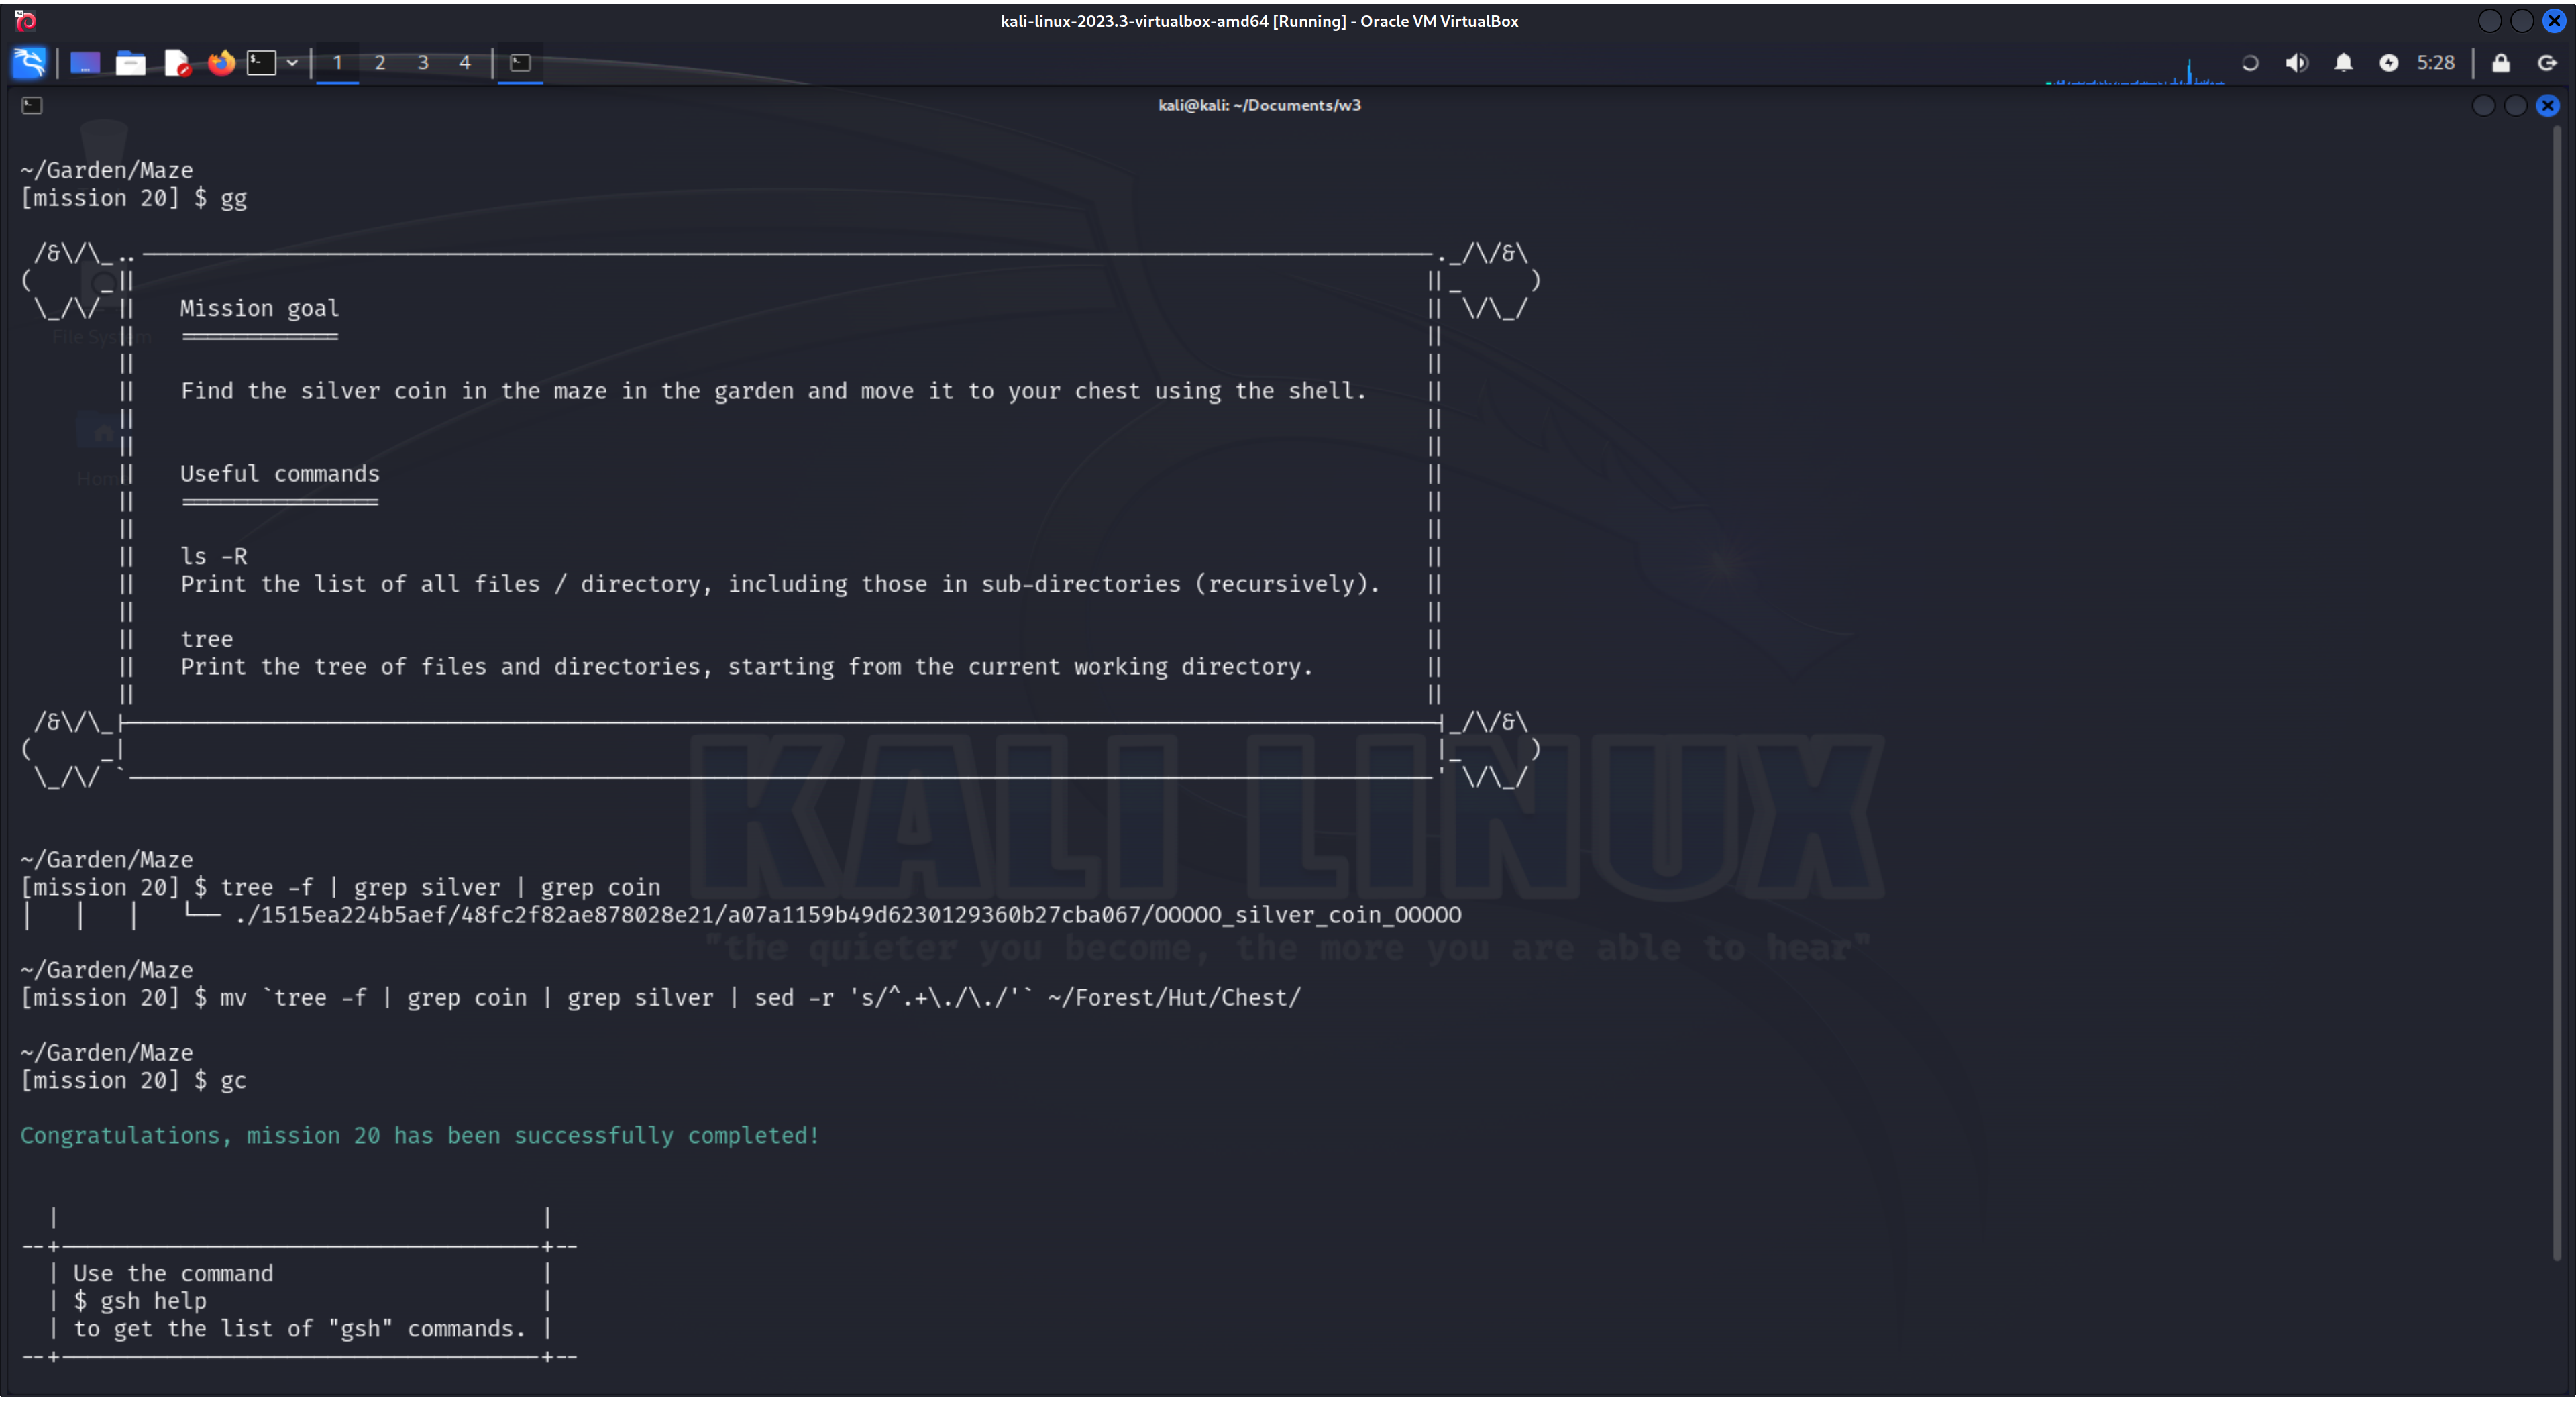 kali-linux-2023.3-virtualbox-amd64 [Running] - Oracle VM VirtualBox
1 2 3 4 5:28
kali@kali: ~/Documents/w3
File System
Home
~/Garden/Maze
[mission 20] $ gg
Mission goal
Find the silver coin in the maze in the garden and move it to your chest using the shell.
Useful commands
ls -R
Print the list of all files / directory, including those in sub-directories (recursively).
tree
Print the tree of files and directories, starting from the current working directory.
KALI LINUX
"the quieter you become, the more you are able to hear"
~/Garden/Maze
[mission 20] $ tree -f | grep silver | grep coin
│   │   │   └── ./1515ea224b5aef/48fc2f82ae878028e21/a07a1159b49d6230129360b27cba067/OOOOO_silver_coin_OOOOO
~/Garden/Maze
[mission 20] $ mv `tree -f | grep coin | grep silver | sed -r 's/^.+\./\./'` ~/Forest/Hut/Chest/
~/Garden/Maze
[mission 20] $ gc
Congratulations, mission 20 has been successfully completed!
Use the command
$ gsh help
to get the list of "gsh" commands.